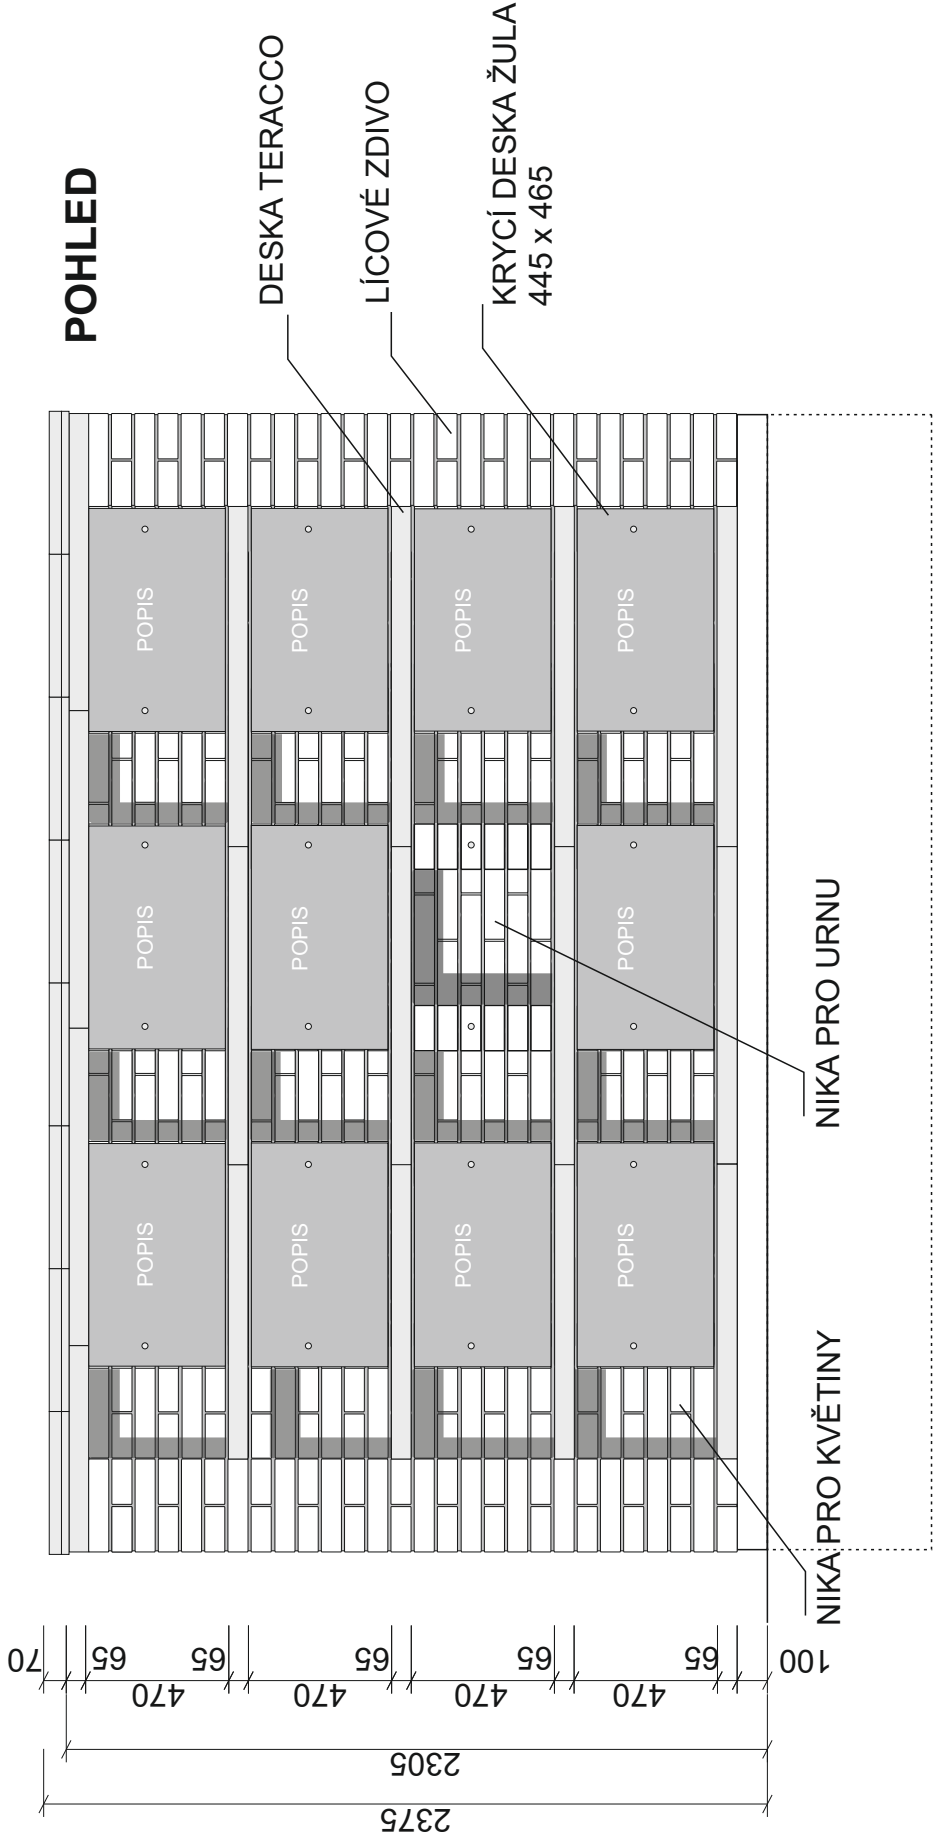 POHLED
DESKA TERACCO
LÍCOVÉ ZDIVO
KRYCÍ DESKA ŽULA
445 x 465
POPIS
POPIS
POPIS
POPIS
POPIS
POPIS
POPIS
POPIS
POPIS
POPIS
POPIS
NIKA PRO URNU
NIKA PRO KVĚTINY
70
65
65
65
65
65
100
470
470
470
470
2305
2375